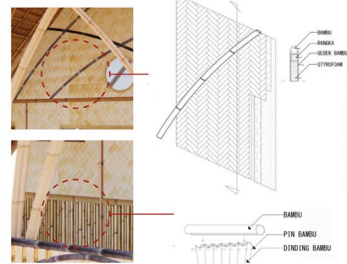 BAMBU
RANGKA
GEDEK BAMBU
STYROFOAM
BAMBU
PIN BAMBU
DINDING BAMBU